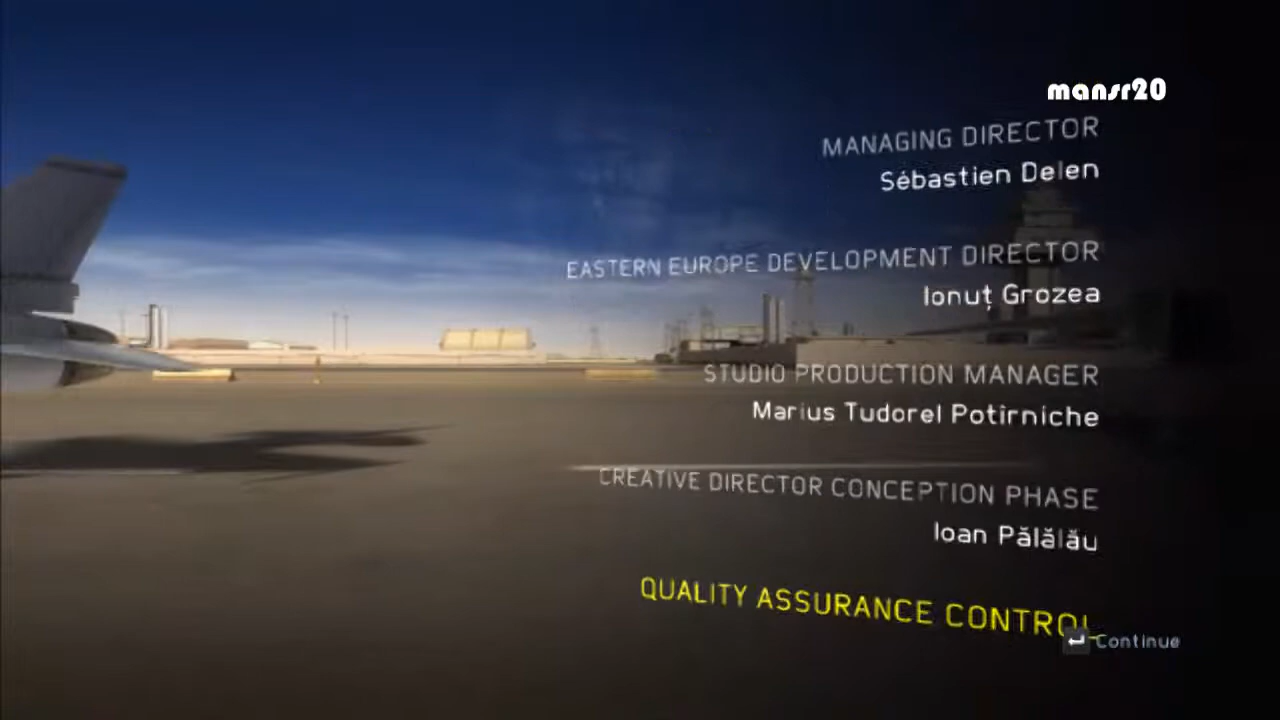 mansr20
MANAGING DIRECTOR
Sébastien Delen
EASTERN EUROPE DEVELOPMENT DIRECTOR
Ionuț Grozea
STUDIO PRODUCTION MANAGER
Marius Tudorel Potîrniche
CREATIVE DIRECTOR CONCEPTION PHASE
Ioan Pălălău
QUALITY ASSURANCE CONTROL
Continue